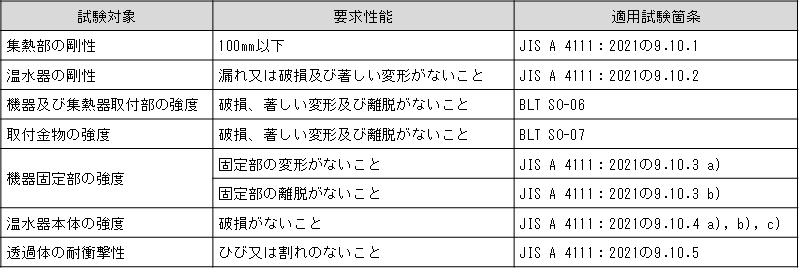 試験対象 要求性能 適用試験箇条
集熱部の剛性 100㎜以下 JIS A 4111：2021の9.10.1
温水器の剛性 漏れ又は破損及び著しい変形がないこと JIS A 4111：2021の9.10.2
機器及び集熱器取付部の強度 破損、著しい変形及び離脱がないこと BLT SO-06
取付金物の強度 破損、著しい変形及び離脱がないこと BLT SO-07
機器固定部の強度 固定部の変形がないこと JIS A 4111：2021の9.10.3 a)
固定部の離脱がないこと JIS A 4111：2021の9.10.3 b)
温水器本体の強度 破損がないこと JIS A 4111：2021の9.10.4 a), b), c)
透過体の耐衝撃性 ひび又は割れのないこと JIS A 4111：2021の9.10.5